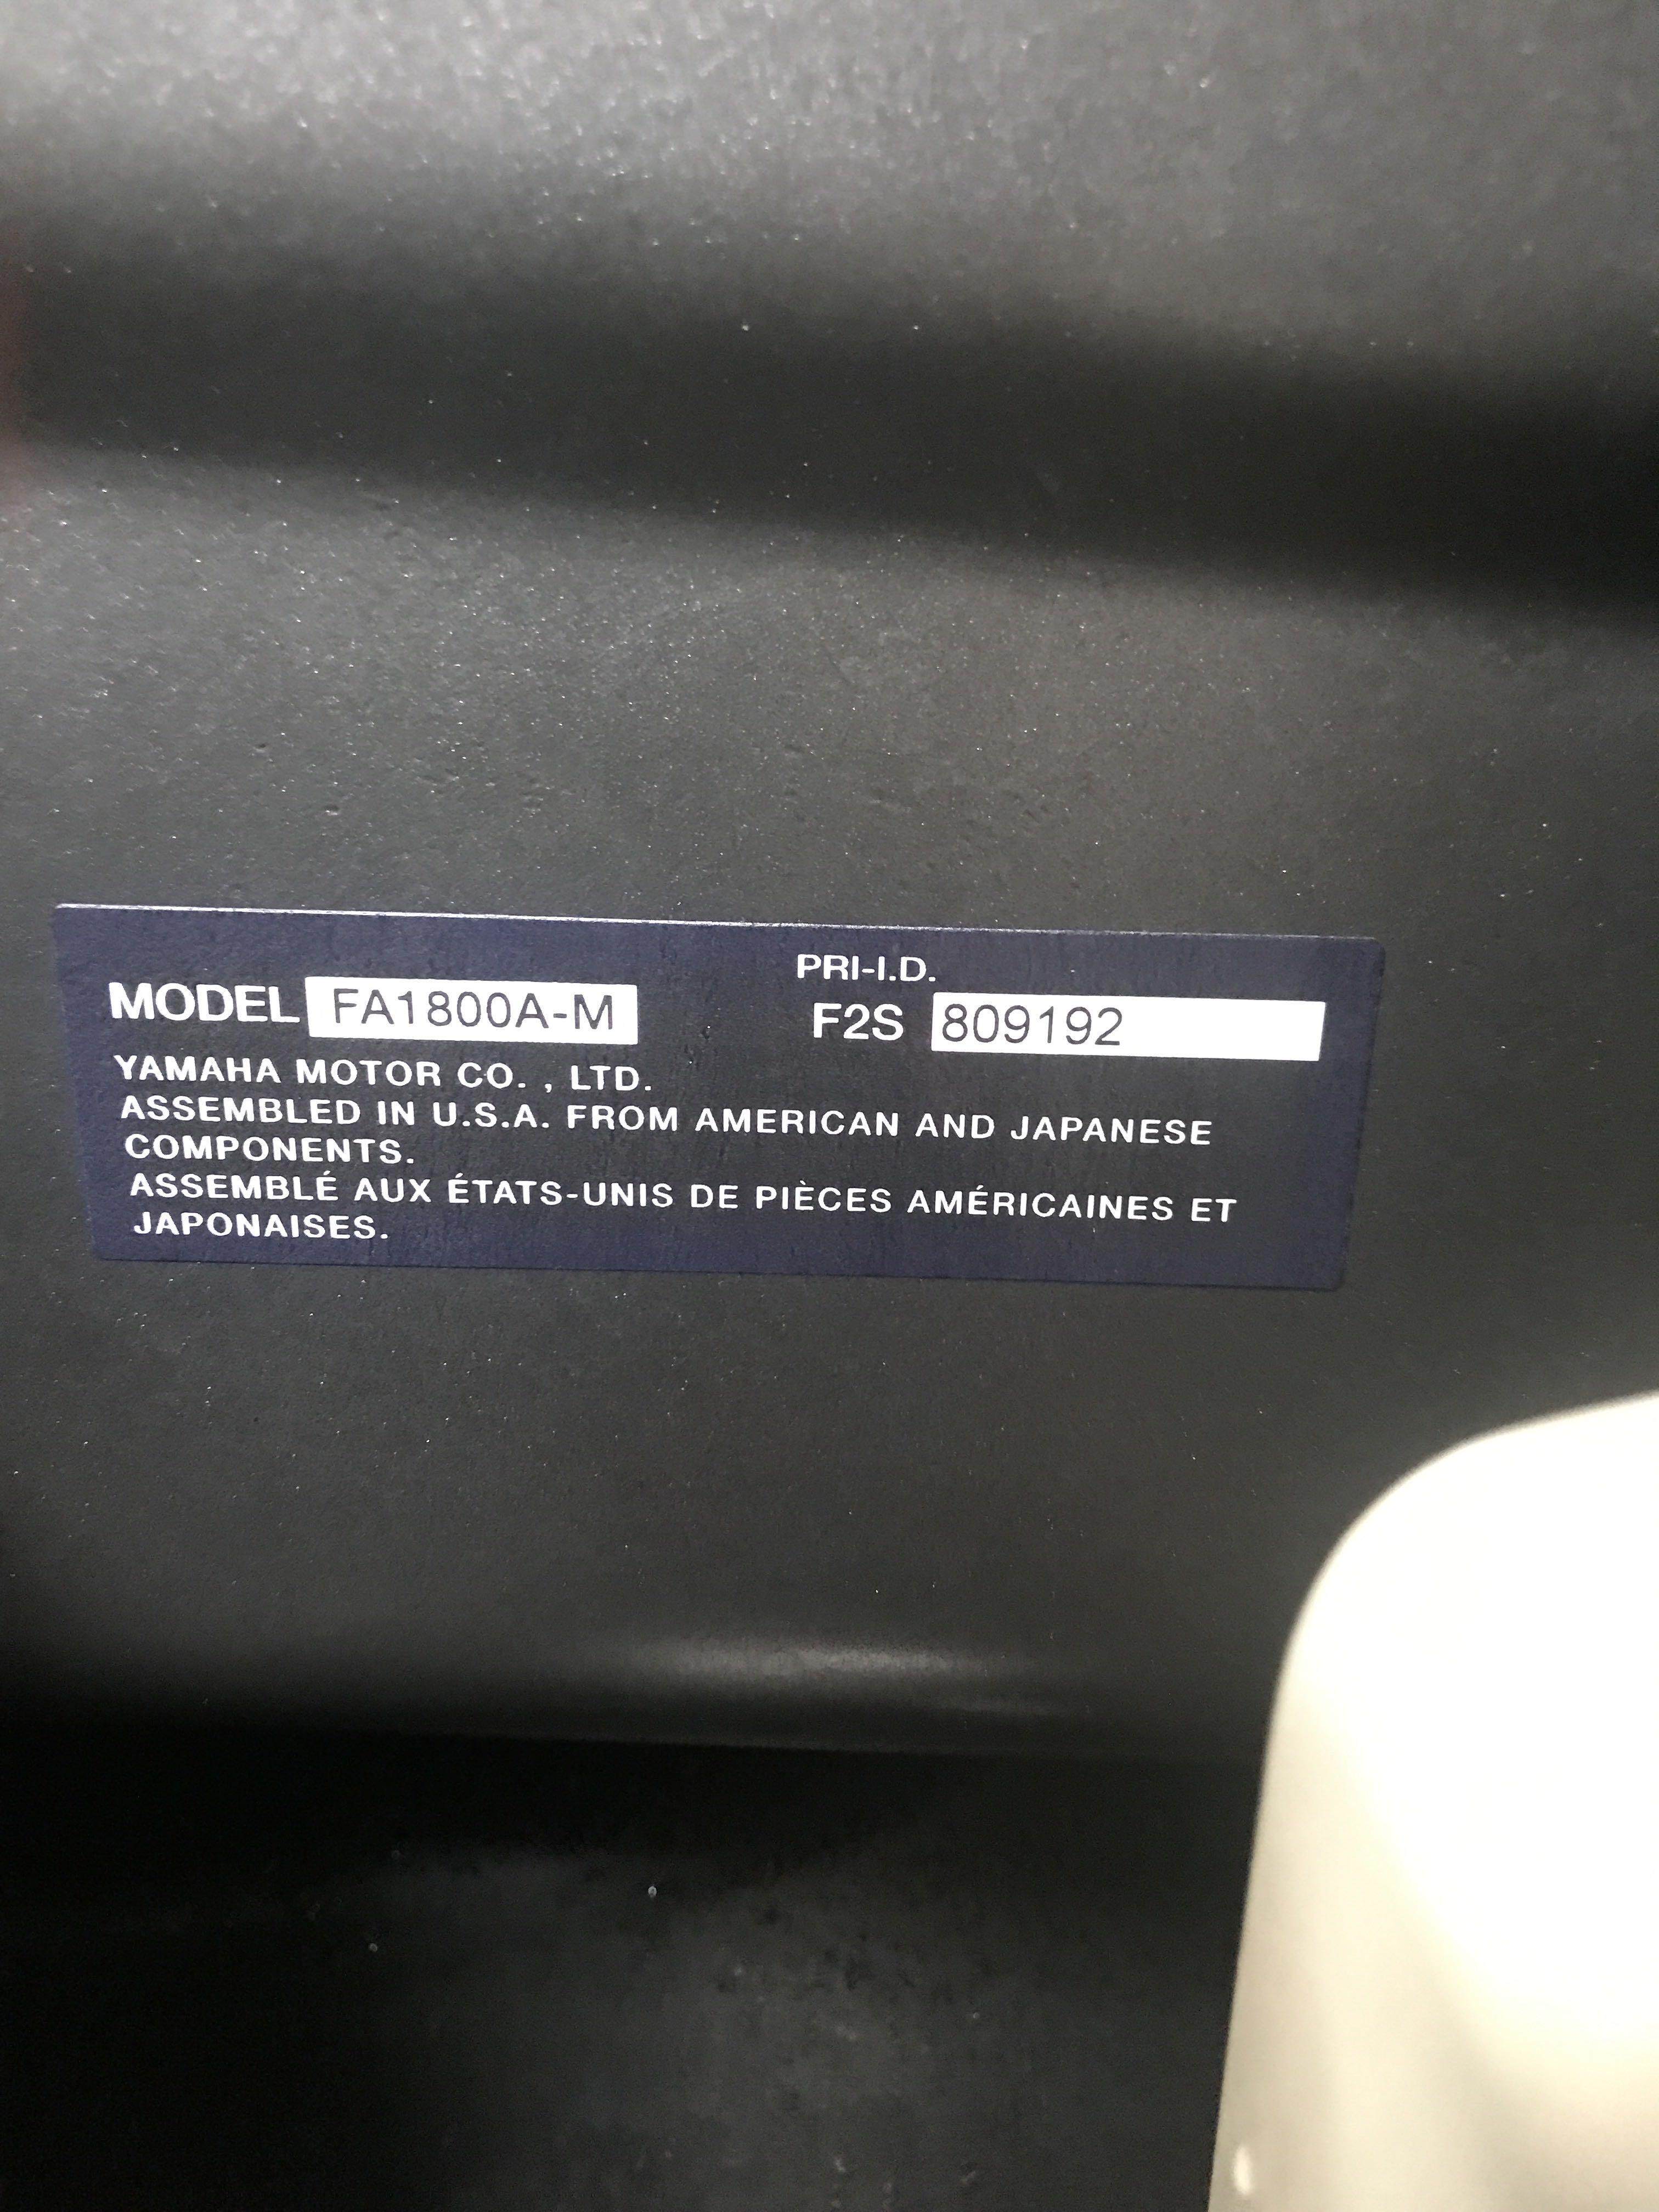 PRI-I.D.
MODEL FA1800A-M F2S 809192
YAMAHA MOTOR CO. , LTD.
ASSEMBLED IN U.S.A. FROM AMERICAN AND JAPANESE
COMPONENTS.
ASSEMBLÉ AUX ÉTATS-UNIS DE PIÈCES AMÉRICAINES ET
JAPONAISES.